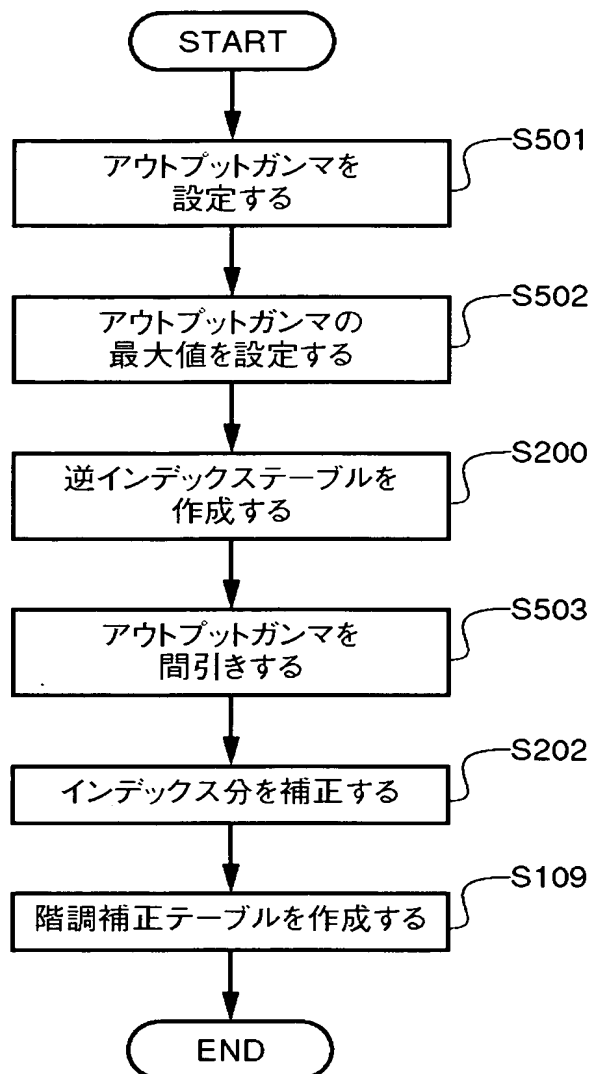 START
アウトプットガンマを
設定する
S501
アウトプットガンマの
最大値を設定する
S502
逆インデックステーブルを
作成する
S200
アウトプットガンマを
間引きする
S503
インデックス分を補正する
S202
階調補正テーブルを作成する
S109
END